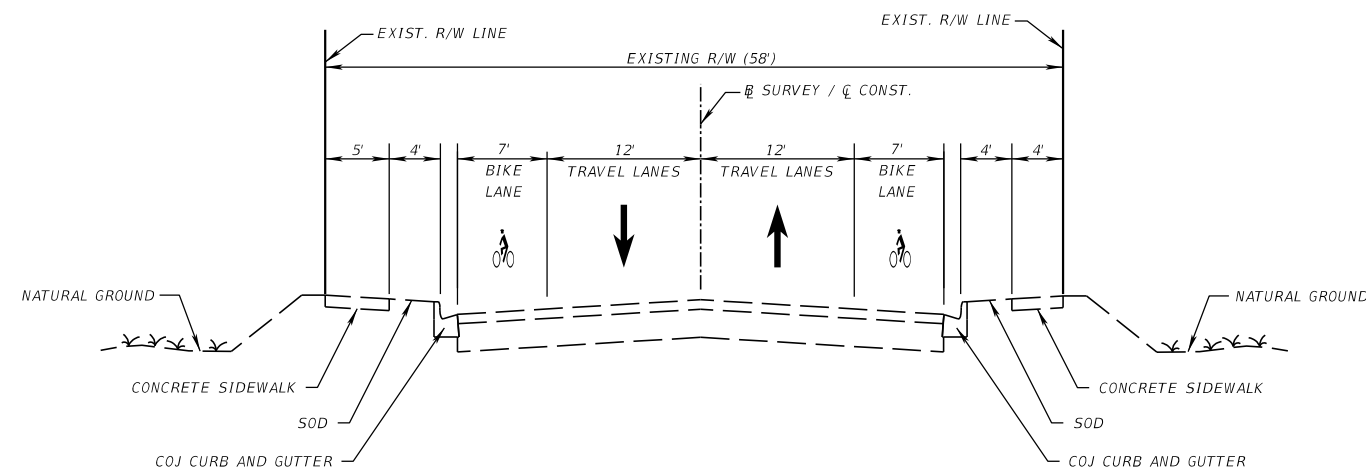 EXIST. R/W LINE
EXIST. R/W LINE
EXISTING R/W (58')
℄ SURVEY / ℄ CONST.
5'
4'
7'
12'
12'
7'
4'
4'
BIKE
LANE
TRAVEL LANES
TRAVEL LANES
BIKE
LANE
NATURAL GROUND
NATURAL GROUND
CONCRETE SIDEWALK
CONCRETE SIDEWALK
SOD
SOD
COJ CURB AND GUTTER
COJ CURB AND GUTTER